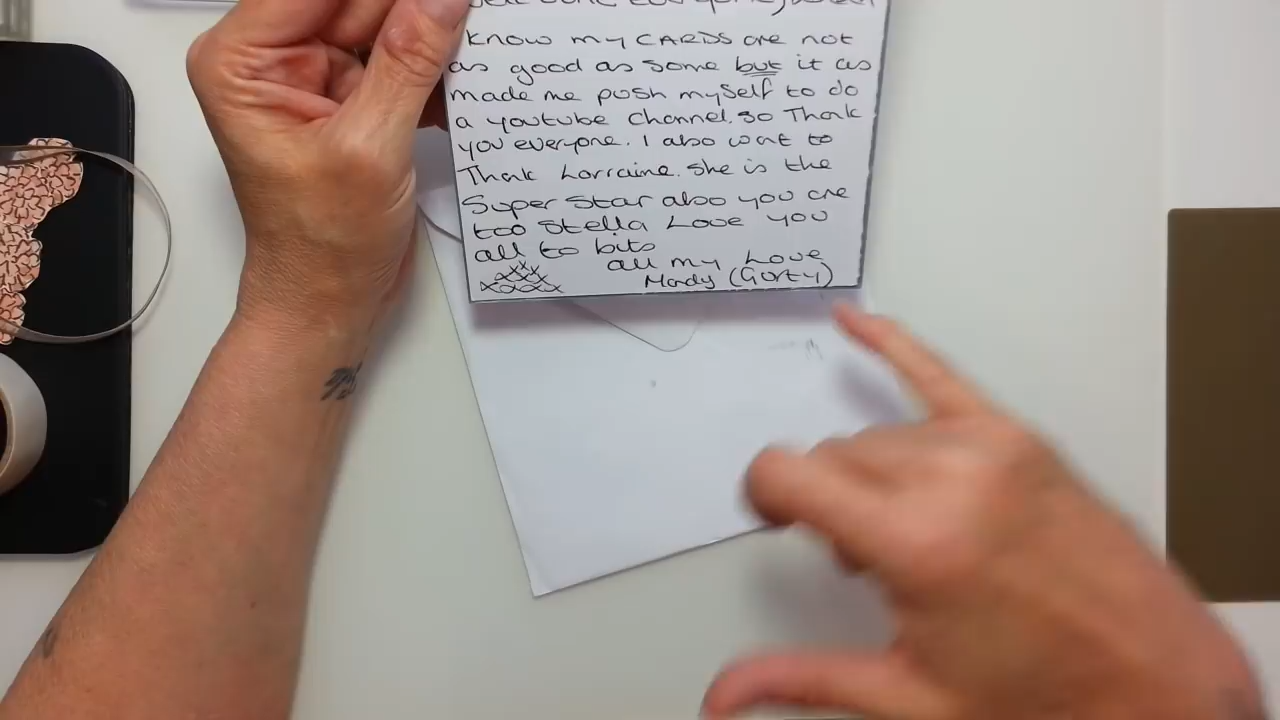 know my CARDS are not
as good as some but it as
made me push myself to do
a youtube channel. so Thank
you everyone. I also want to
Thank Lorraine. She is the
Super Star also you are
too Stella Love you
all to bits
all my Love
Mandy (Gorty)